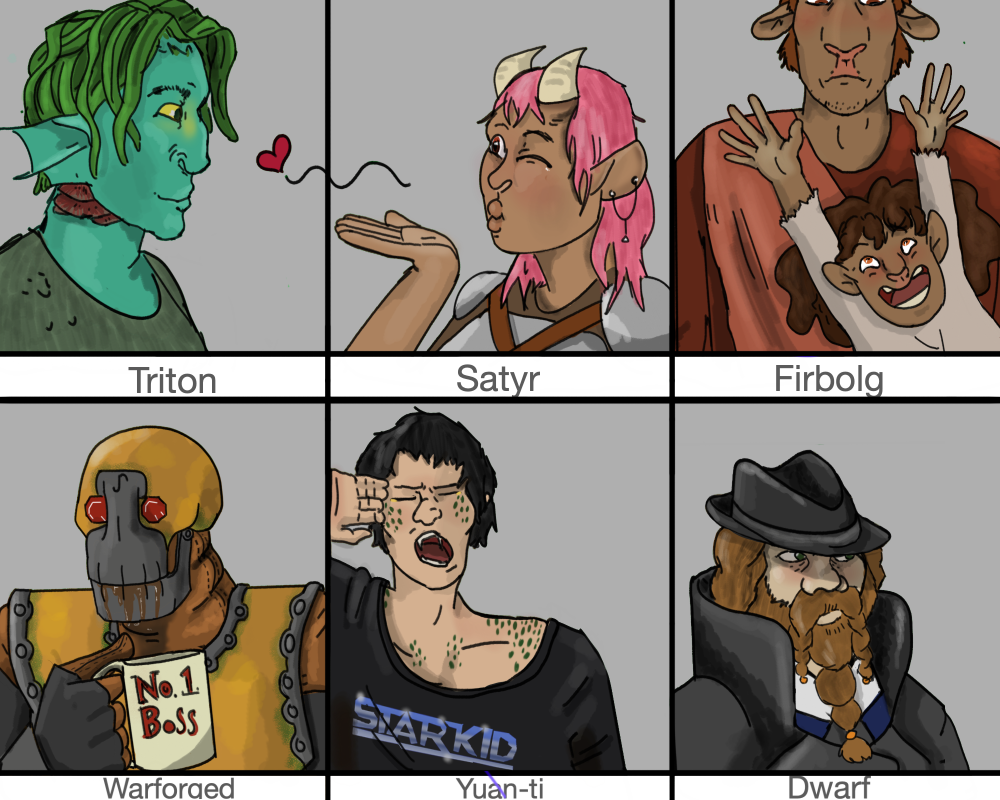 Triton
Satyr
Firbolg
No.1
Boss
STARKID
Warforged
Yuan-ti
Dwarf